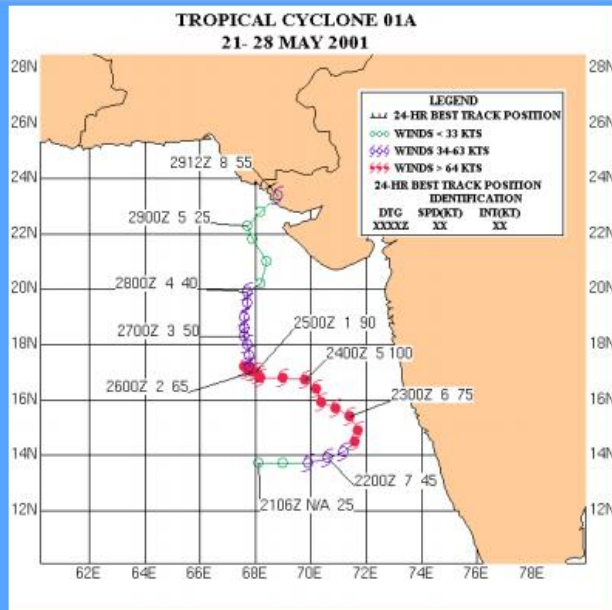 TROPICAL CYCLONE 01A
21- 28 MAY 2001
28N
28N
LEGEND
24-HR BEST TRACK POSITION
26N
26N
WINDS < 33 KTS
WINDS 34-63 KTS
2912Z 8 55
WINDS > 64 KTS
24N
24-HR BEST TRACK POSITION
24N
IDENTIFICATION
DTG SPD(KT) INT(KT)
2900Z 5 25
XXXXZ XX XX
22N
22N
20N
2800Z 4 40
20N
2500Z 1 90
18N
2700Z 3 50
18N
2400Z 5 100
2600Z 2 65
2300Z 6 75
16N
16N
14N
14N
2200Z 7 45
12N
2106Z N/A 25
12N
62E 64E 66E 68E 70E 72E 74E 76E 78E